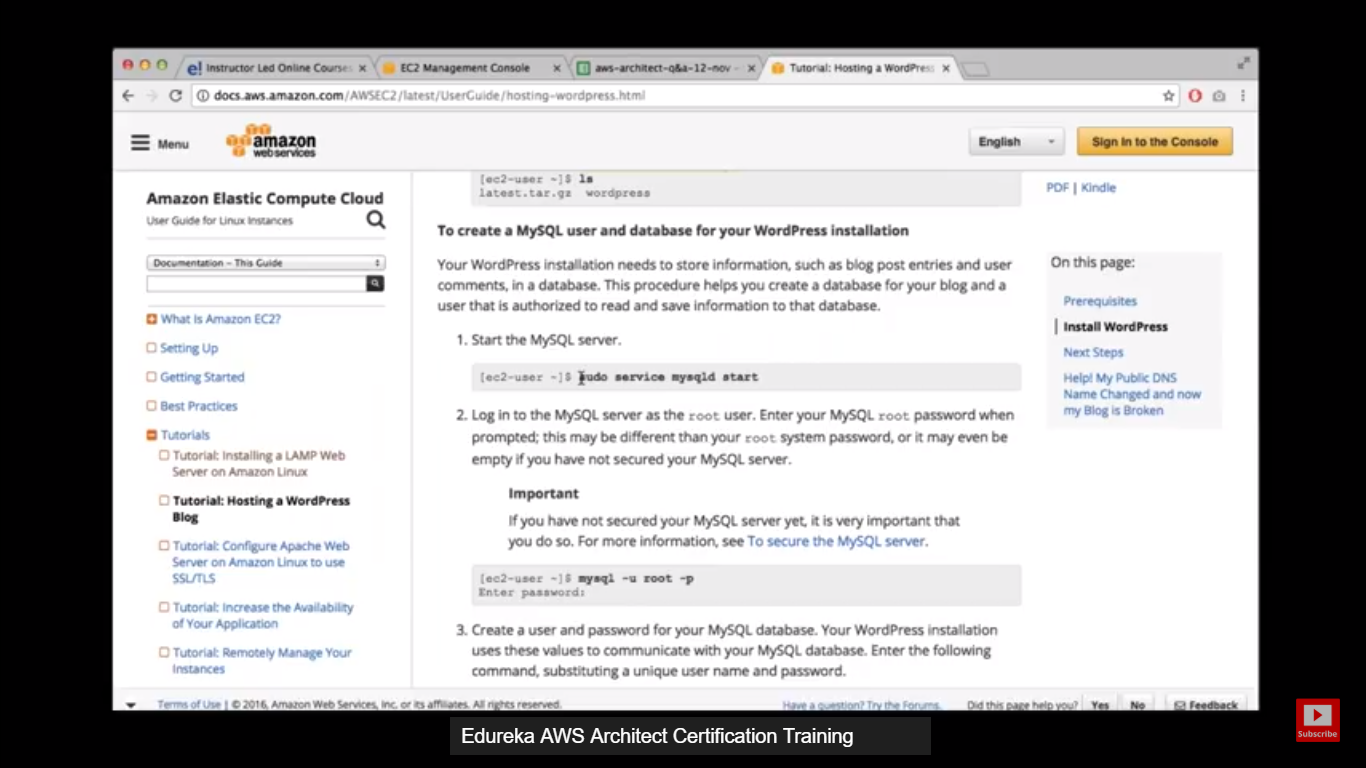 Instructor Led Online Courses
EC2 Management Console
aws-architect-q&a-12-nov -
Tutorial: Hosting a WordPress
docs.aws.amazon.com/AWSEC2/latest/UserGuide/hosting-wordpress.html
Menu
amazon
web services
English
Sign In to the Console
Amazon Elastic Compute Cloud
User Guide for Linux Instances
Documentation - This Guide
What Is Amazon EC2?
Setting Up
Getting Started
Best Practices
Tutorials
Tutorial: Installing a LAMP Web
Server on Amazon Linux
Tutorial: Hosting a WordPress
Blog
Tutorial: Configure Apache Web
Server on Amazon Linux to use
SSL/TLS
Tutorial: Increase the Availability
of Your Application
Tutorial: Remotely Manage Your
Instances
[ec2-user ~]$ ls
latest.tar.gz wordpress
To create a MySQL user and database for your WordPress installation
Your WordPress installation needs to store information, such as blog post entries and user
comments, in a database. This procedure helps you create a database for your blog and a
user that is authorized to read and save information to that database.
1. Start the MySQL server.
[ec2-user ~]$ sudo service mysqld start
2. Log in to the MySQL server as the root user. Enter your MySQL root password when
prompted; this may be different than your root system password, or it may even be
empty if you have not secured your MySQL server.
Important
If you have not secured your MySQL server yet, it is very important that
you do so. For more information, see To secure the MySQL server.
[ec2-user ~]$ mysql -u root -p
Enter password:
3. Create a user and password for your MySQL database. Your WordPress installation
uses these values to communicate with your MySQL database. Enter the following
command, substituting a unique user name and password.
PDF | Kindle
On this page:
Prerequisites
Install WordPress
Next Steps
Help! My Public DNS
Name Changed and now
my Blog is Broken
Terms of Use | © 2016, Amazon Web Services, Inc. or its affiliates. All rights reserved.
Have a question? Try the Forums.
Did this page help you?
Yes
No
Feedback
Edureka AWS Architect Certification Training
Subscribe